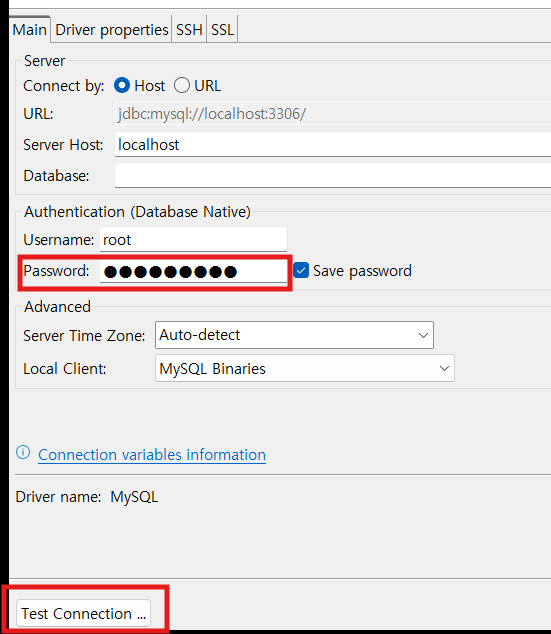 Main Driver properties SSH SSL
Server
Connect by: Host URL
URL: jdbc:mysql://localhost:3306/
Server Host: localhost
Database:
Authentication (Database Native)
Username: root
Password: ●●●●●●●●● Save password
Advanced
Server Time Zone: Auto-detect
Local Client: MySQL Binaries
Connection variables information
Driver name: MySQL
Test Connection ...